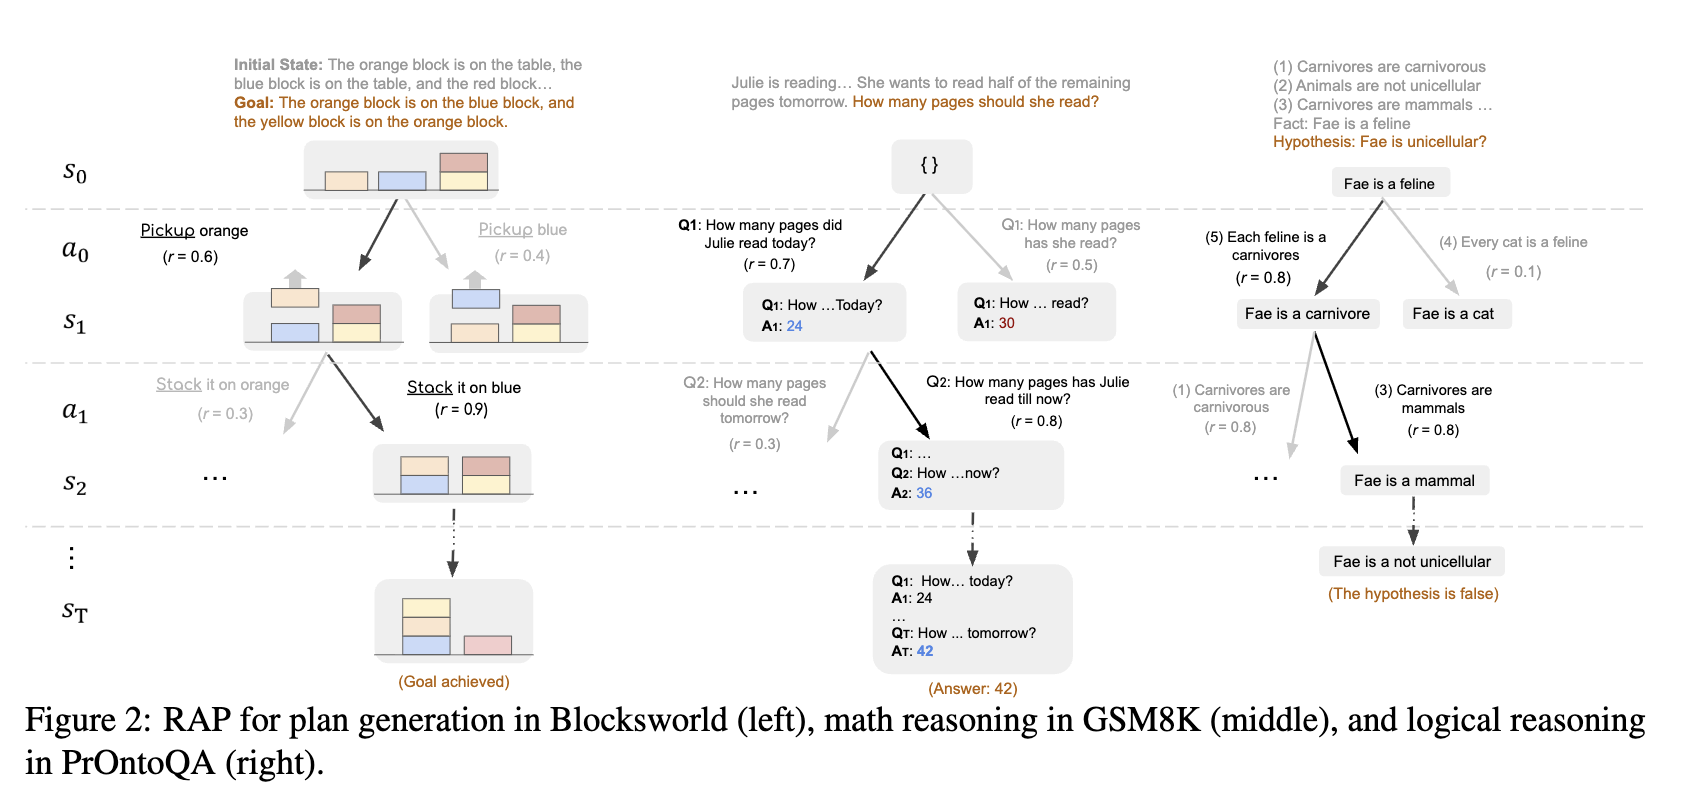 Initial State: The orange block is on the table, the
blue block is on the table, and the red block…
Goal: The orange block is on the blue block, and
the yellow block is on the orange block.
Julie is reading… She wants to read half of the remaining
pages tomorrow. How many pages should she read?
(1) Carnivores are carnivorous
(2) Animals are not unicellular
(3) Carnivores are mammals …
Fact: Fae is a feline
Hypothesis: Fae is unicellular?
s0
{ }
Fae is a feline
a0
Pickup orange
(r = 0.6)
Pickup blue
(r = 0.4)
Q1: How many pages did
Julie read today?
(r = 0.7)
Q1: How many pages
has she read?
(r = 0.5)
(5) Each feline is a
carnivores
(r = 0.8)
(4) Every cat is a feline
(r = 0.1)
s1
Q1: How …Today?
A1: 24
Q1: How … read?
A1: 30
Fae is a carnivore
Fae is a cat
a1
Stack it on orange
(r = 0.3)
Stack it on blue
(r = 0.9)
Q2: How many pages
should she read
tomorrow?
(r = 0.3)
Q2: How many pages has Julie
read till now?
(r = 0.8)
(1) Carnivores are
carnivorous
(r = 0.8)
(3) Carnivores are
mammals
(r = 0.8)
s2
…
…
Q1: …
Q2: How …now?
A2: 36
…
Fae is a mammal
⋮
sT
(Goal achieved)
Q1: How… today?
A1: 24
…
QT: How ... tomorrow?
AT: 42
(Answer: 42)
Fae is a not unicellular
(The hypothesis is false)
Figure 2: RAP for plan generation in Blocksworld (left), math reasoning in GSM8K (middle), and logical reasoning
in PrOntoQA (right).